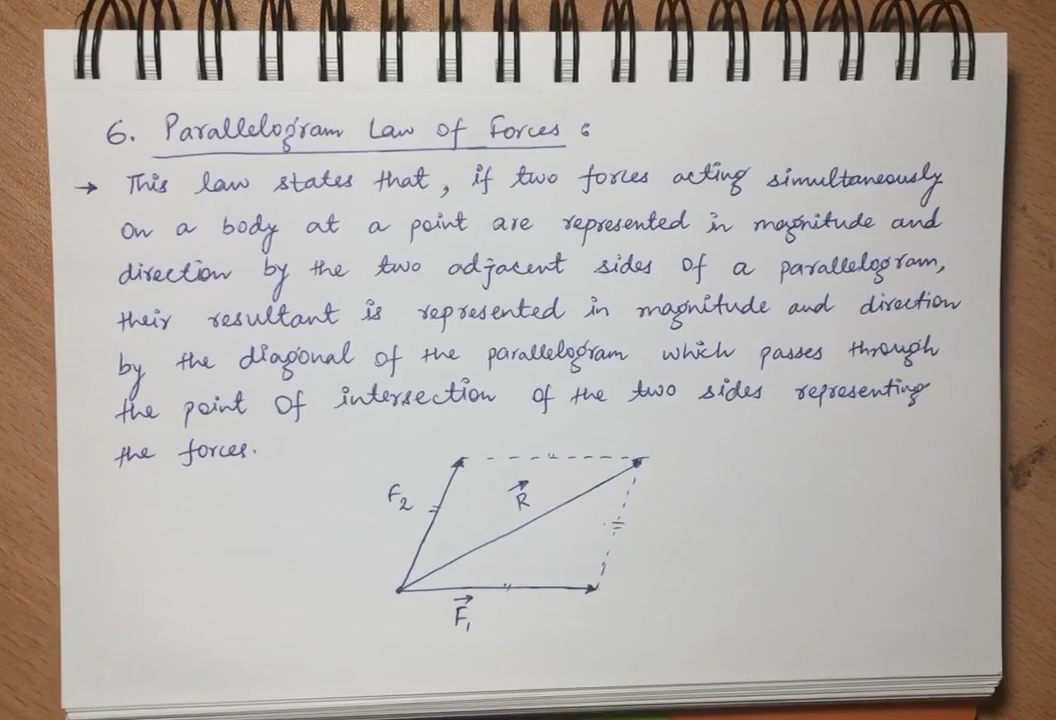 6. Parallelogram Law of Forces :
→ This law states that, if two forces acting simultaneously
on a body at a point are represented in magnitude and
direction by the two adjacent sides of a parallelogram,
their resultant is represented in magnitude and direction
by the diagonal of the parallelogram which passes through
the point of intersection of the two sides representing
the forces.
F₂
R⃗
F⃗₁